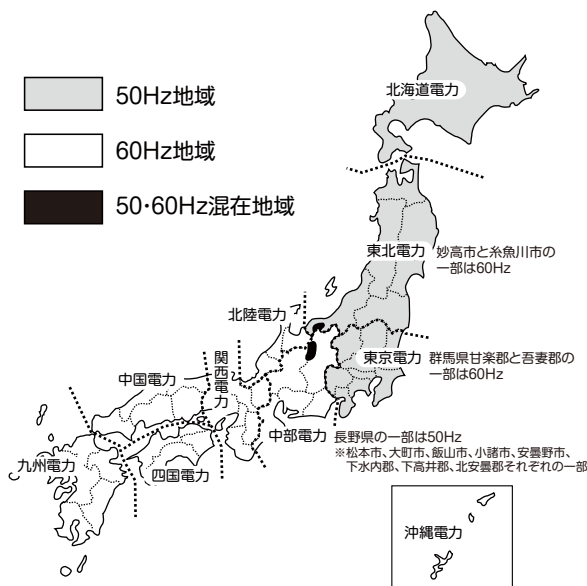 50Hz地域
60Hz地域
50・60Hz混在地域
北海道電力
東北電力
妙高市と糸魚川市の
一部は60Hz
北陸電力
東京電力
群馬県甘楽郡と吾妻郡の
一部は60Hz
関西電力
中国電力
中部電力
長野県の一部は50Hz
※松本市、大町市、飯山市、小諸市、安曇野市、
下水内郡、下高井郡、北安曇郡それぞれの一部
九州電力
四国電力
沖縄電力